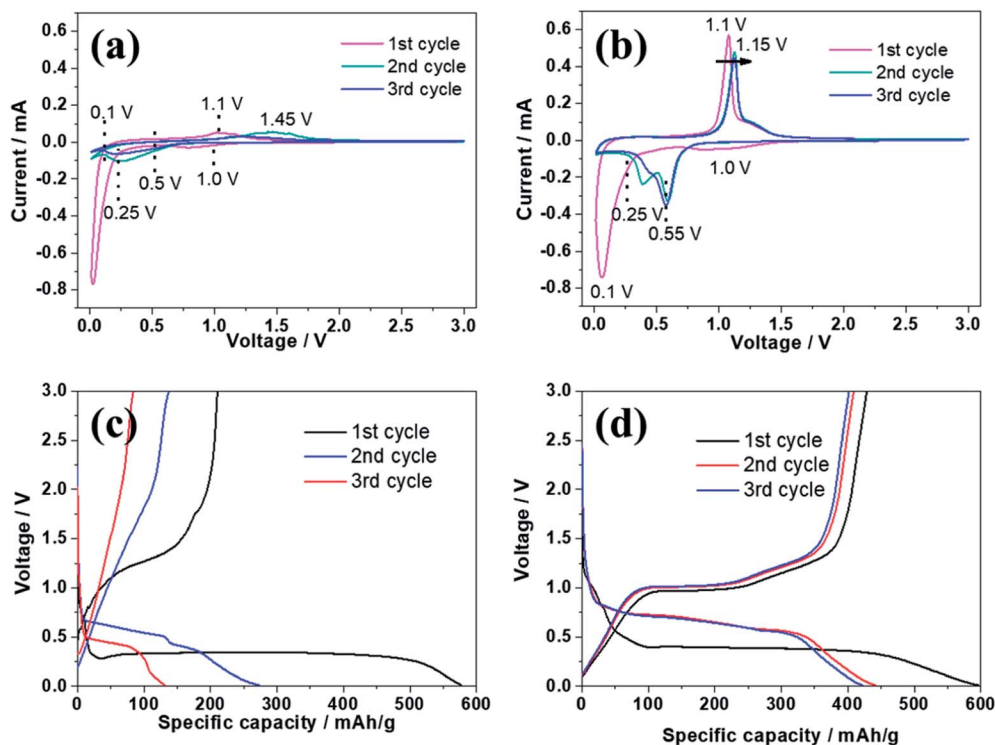 (a)
1st cycle
2nd cycle
3rd cycle
0.1 V
1.1 V
1.45 V
0.25 V
0.5 V
1.0 V
0.6
0.4
0.2
0.0
-0.2
-0.4
-0.6
-0.8
Current / mA
0.0 0.5 1.0 1.5 2.0 2.5 3.0
Voltage / V
(b)
1.1 V
1.15 V
1st cycle
2nd cycle
3rd cycle
1.0 V
0.25 V
0.55 V
0.1 V
0.6
0.4
0.2
0.0
-0.2
-0.4
-0.6
-0.8
Current / mA
0.0 0.5 1.0 1.5 2.0 2.5 3.0
Voltage / V
(c)
1st cycle
2nd cycle
3rd cycle
3.0
2.5
2.0
1.5
1.0
0.5
0.0
Voltage / V
0 100 200 300 400 500 600
Specific capacity / mAh/g
(d)
1st cycle
2nd cycle
3rd cycle
3.0
2.5
2.0
1.5
1.0
0.5
0.0
Voltage / V
0 100 200 300 400 500 600
Specific capacity / mAh/g